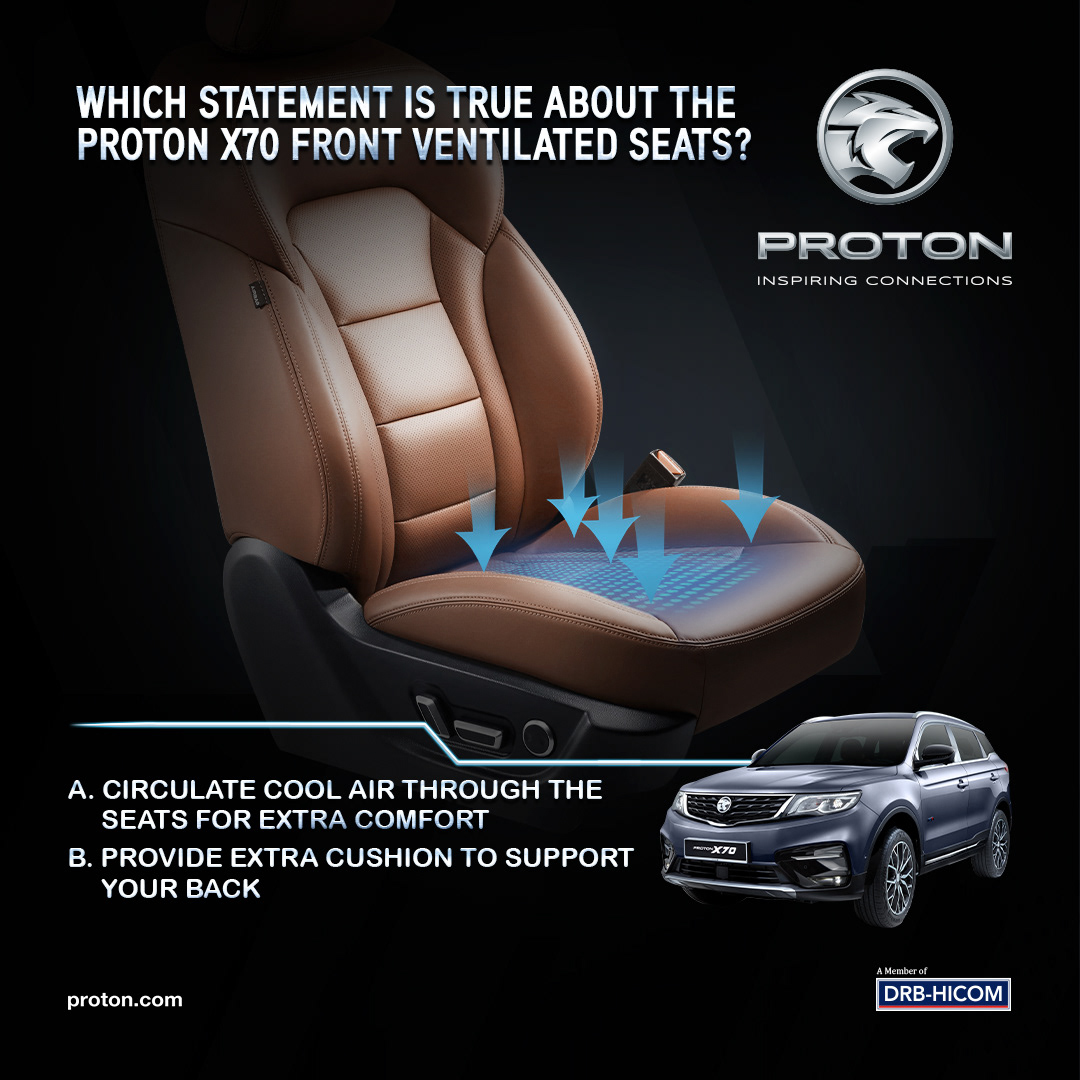 WHICH STATEMENT IS TRUE ABOUT THE
PROTON X70 FRONT VENTILATED SEATS?
PROTON
INSPIRING CONNECTIONS
A. CIRCULATE COOL AIR THROUGH THE
SEATS FOR EXTRA COMFORT
B. PROVIDE EXTRA CUSHION TO SUPPORT
YOUR BACK
PROTON X70
proton.com
A Member of
DRB-HICOM